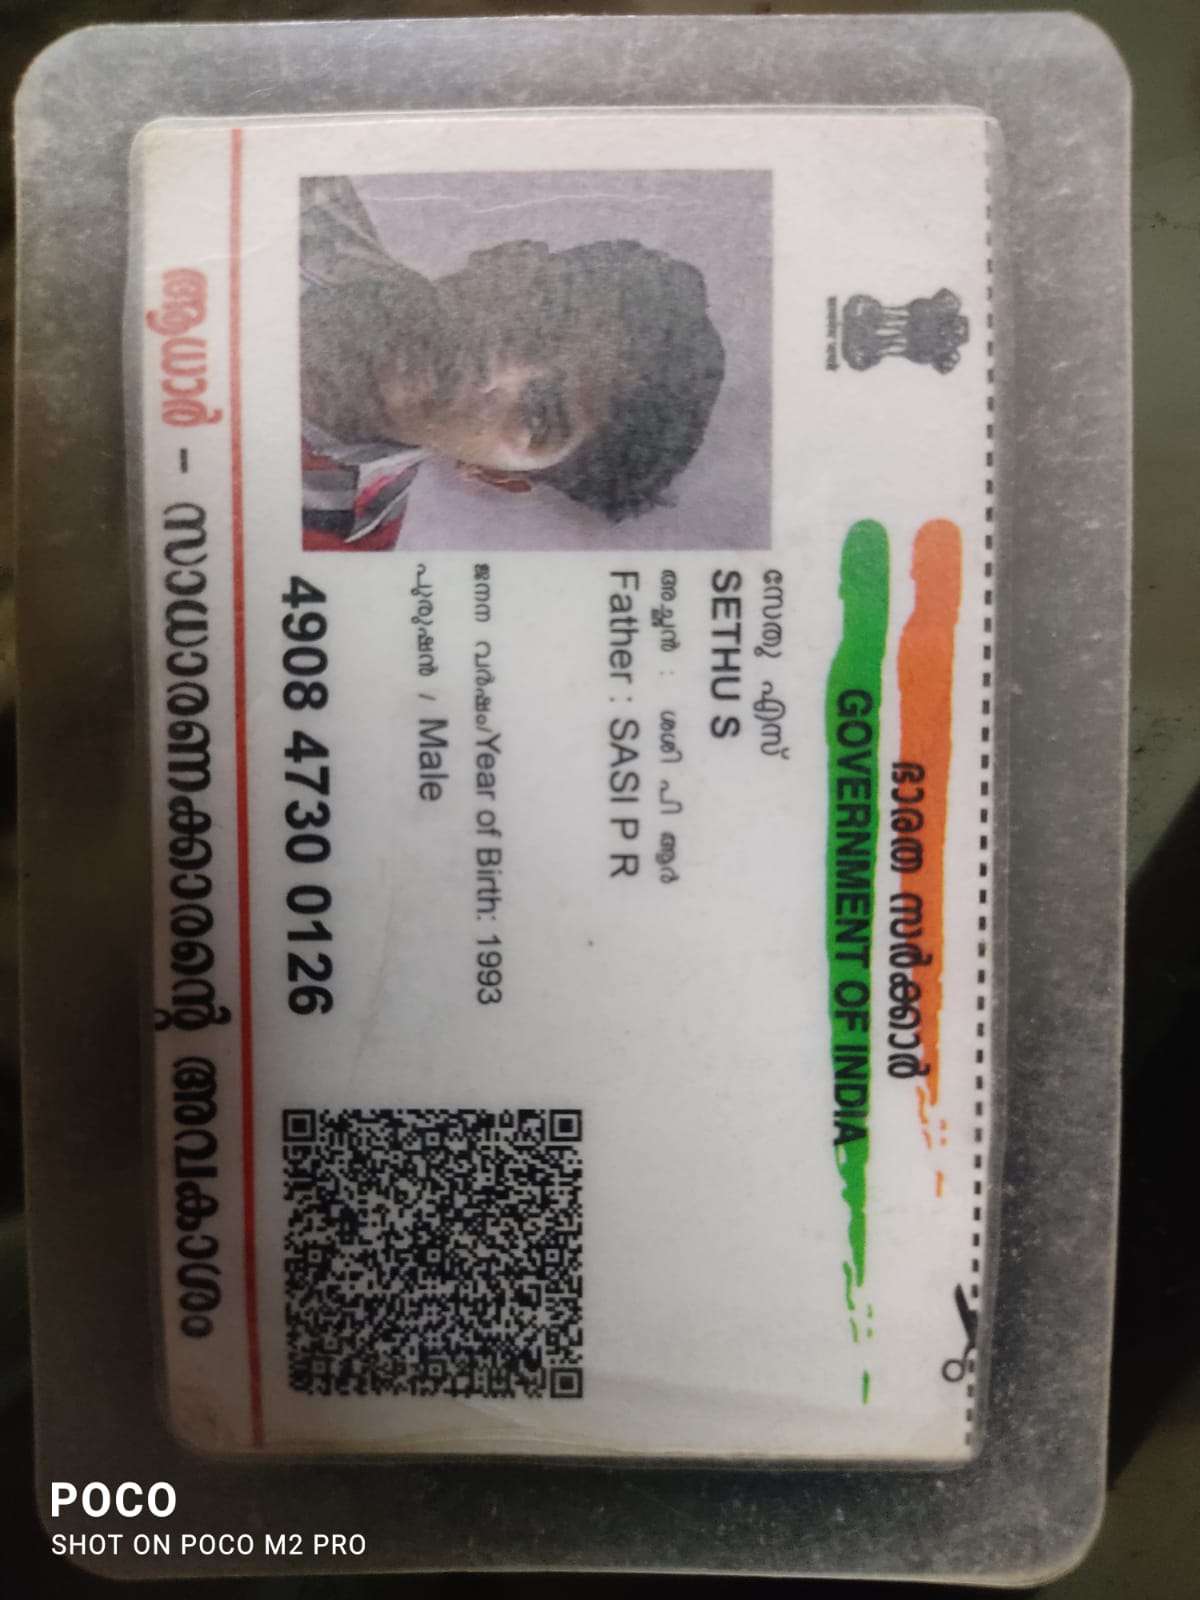 ഭാരത സർക്കാർ
GOVERNMENT OF INDIA
സേതു എസ്
SETHU S
അച്ഛൻ : ശശി പി ആർ
Father : SASI P R
ജനന വർഷം/Year of Birth: 1993
പുരുഷൻ / Male
4908 4730 0126
ആധാർ - സാധാരണക്കാരന്റെ അവകാശം
POCO
SHOT ON POCO M2 PRO